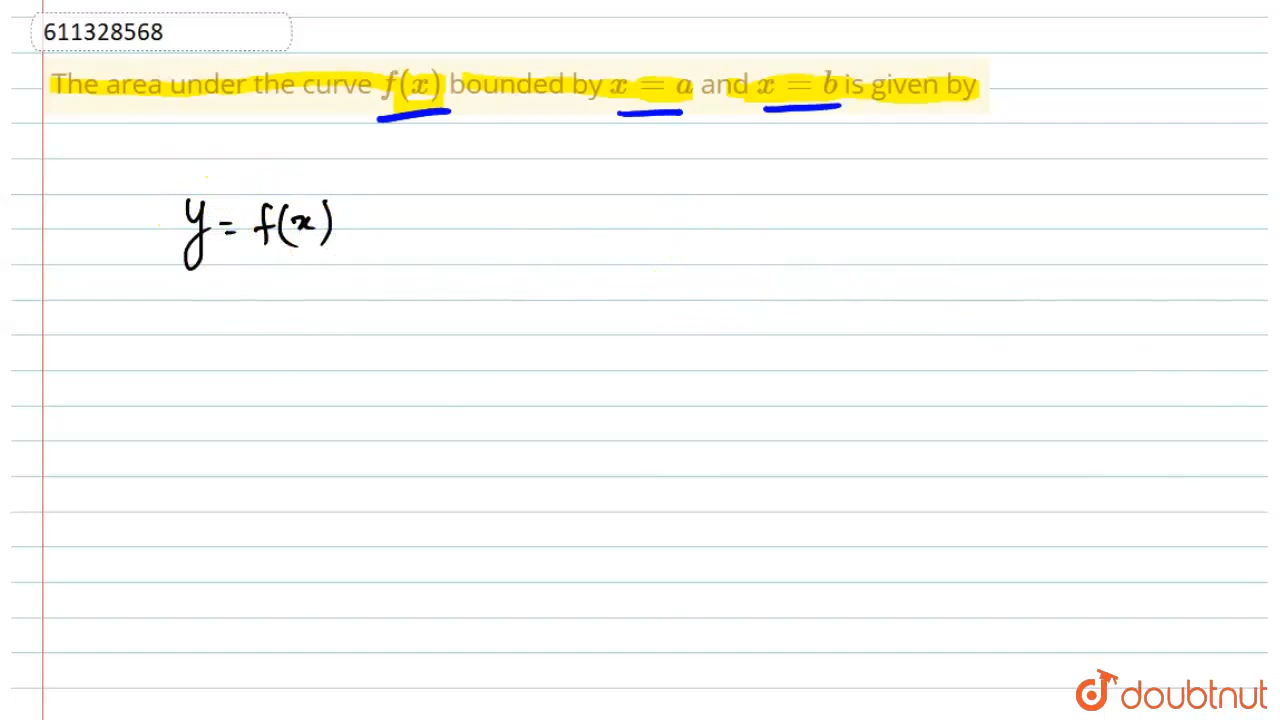 611328568
The area under the curve f(x) bounded by x = a and x = b is given by
y = f(x)
doubtnut